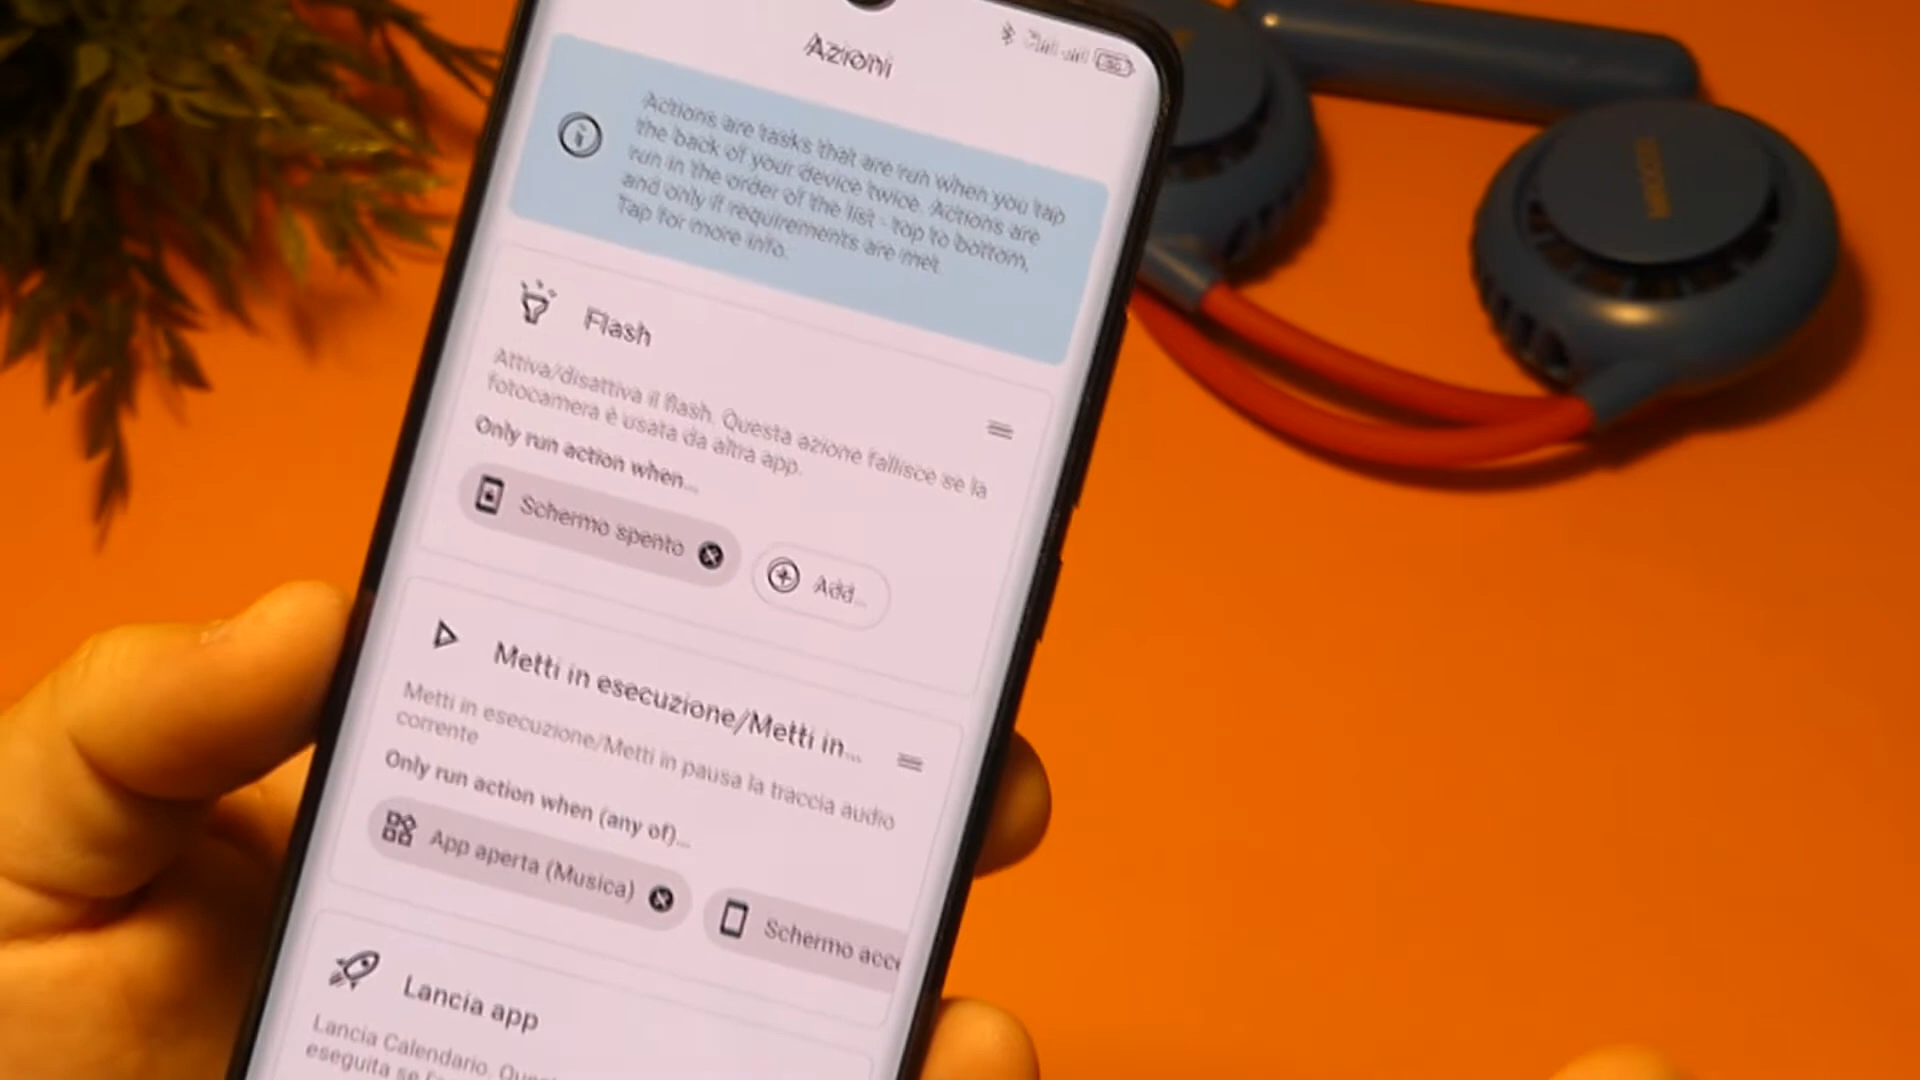 Azioni
Actions are tasks that are run when you tap
the back of your device twice. Actions are
run in the order of the list - top to bottom,
and only if requirements are met.
Tap for more info.
Flash
Attiva/disattiva il flash. Questa azione fallisce se la
fotocamera è usata da altra app.
Only run action when...
Schermo spento
Add...
Metti in esecuzione/Metti in...
Metti in esecuzione/Metti in pausa la traccia audio
corrente
Only run action when (any of)...
App aperta (Musica)
Schermo acce
Lancia app
Lancia Calendario.
eseguita se